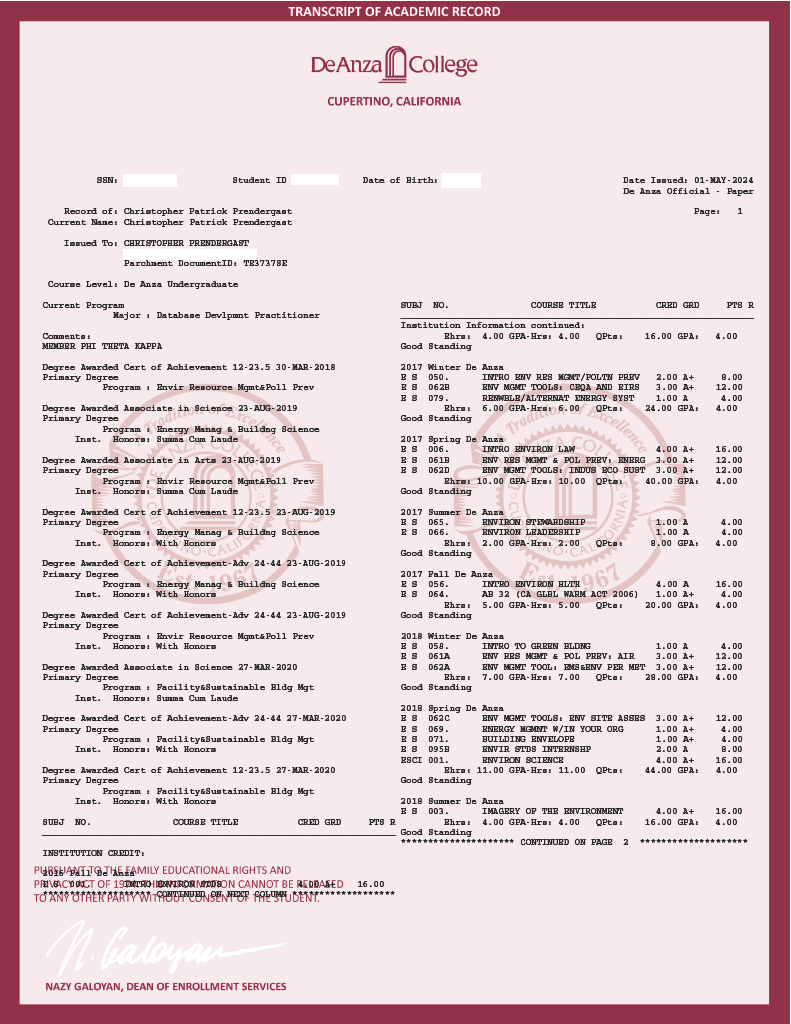 TRANSCRIPT OF ACADEMIC RECORD
DeAnza College
CUPERTINO, CALIFORNIA
SSN: Student ID Date of Birth: Date Issued: 01-MAY-2024
De Anza Official - Paper
Record of: Christopher Patrick Prendergast Page: 1
Current Name: Christopher Patrick Prendergast
Issued To: CHRISTOPHER PRENDERGAST
Parchment DocumentID: TE3737SE
Course Level: De Anza Undergraduate
Current Program
Major : Database Devlpmnt Practitioner
Comments:
MEMBER PHI THETA KAPPA
Degree Awarded Cert of Achievement 12-23.5 30-MAR-2018
Primary Degree
Program : Envir Resource Mgmt&Poll Prev
Degree Awarded Associate in Science 23-AUG-2019
Primary Degree
Program : Energy Manag & Buildng Science
Inst. Honors: Summa Cum Laude
Degree Awarded Associate in Arts 23-AUG-2019
Primary Degree
Program : Envir Resource Mgmt&Poll Prev
Inst. Honors: Summa Cum Laude
Degree Awarded Cert of Achievement 12-23.5 23-AUG-2019
Primary Degree
Program : Energy Manag & Buildng Science
Inst. Honors: With Honors
Degree Awarded Cert of Achievement-Adv 24-44 23-AUG-2019
Primary Degree
Program : Energy Manag & Buildng Science
Inst. Honors: With Honors
Degree Awarded Cert of Achievement-Adv 24-44 23-AUG-2019
Primary Degree
Program : Envir Resource Mgmt&Poll Prev
Inst. Honors: With Honors
Degree Awarded Associate in Science 27-MAR-2020
Primary Degree
Program : Facility&Sustainable Bldg Mgt
Inst. Honors: Summa Cum Laude
Degree Awarded Cert of Achievement-Adv 24-44 27-MAR-2020
Primary Degree
Program : Facility&Sustainable Bldg Mgt
Inst. Honors: With Honors
Degree Awarded Cert of Achievement 12-23.5 27-MAR-2020
Primary Degree
Program : Facility&Sustainable Bldg Mgt
Inst. Honors: With Honors
SUBJ NO. COURSE TITLE CRED GRD PTS R
INSTITUTION CREDIT:
2016 Fall De Anza
E S 001. INTRO ENVIRON STDS 4.00 A+ 16.00
******************** CONTINUED ON NEXT COLUMN *******************
SUBJ NO. COURSE TITLE CRED GRD PTS R
Institution Information continued:
Ehrs: 4.00 GPA-Hrs: 4.00 QPts: 16.00 GPA: 4.00
Good Standing
2017 Winter De Anza
E S 050. INTRO ENV RES MGMT/POLTN PREV 2.00 A+ 8.00
E S 062B ENV MGMT TOOLS: CEQA AND EIRS 3.00 A+ 12.00
E S 079. RENWBLE/ALTERNAT ENERGY SYST 1.00 A 4.00
Ehrs: 6.00 GPA-Hrs: 6.00 QPts: 24.00 GPA: 4.00
Good Standing
2017 Spring De Anza
E S 006. INTRO ENVIRON LAW 4.00 A+ 16.00
E S 061B ENV RES MGMT & POL PREV: ENERG 3.00 A+ 12.00
E S 062D ENV MGMT TOOLS: INDUS ECO SUST 3.00 A+ 12.00
Ehrs: 10.00 GPA-Hrs: 10.00 QPts: 40.00 GPA: 4.00
Good Standing
2017 Summer De Anza
E S 065. ENVIRON STEWARDSHIP 1.00 A 4.00
E S 066. ENVIRON LEADERSHIP 1.00 A 4.00
Ehrs: 2.00 GPA-Hrs: 2.00 QPts: 8.00 GPA: 4.00
Good Standing
2017 Fall De Anza
E S 056. INTRO ENVIRON HLTH 4.00 A 16.00
E S 064. AB 32 (CA GLBL WARM ACT 2006) 1.00 A+ 4.00
Ehrs: 5.00 GPA-Hrs: 5.00 QPts: 20.00 GPA: 4.00
Good Standing
2018 Winter De Anza
E S 058. INTRO TO GREEN BLDNG 1.00 A 4.00
E S 061A ENV RES MGMT & POL PREV: AIR 3.00 A+ 12.00
E S 062A ENV MGMT TOOL: EMS&ENV PER MET 3.00 A+ 12.00
Ehrs: 7.00 GPA-Hrs: 7.00 QPts: 28.00 GPA: 4.00
Good Standing
2018 Spring De Anza
E S 062C ENV MGMT TOOLS: ENV SITE ASSES 3.00 A+ 12.00
E S 069. ENERGY MGMNT W/IN YOUR ORG 1.00 A+ 4.00
E S 071. BUILDING ENVELOPE 1.00 A+ 4.00
E S 095B ENVIR STDS INTERNSHP 2.00 A 8.00
ESCI 001. ENVIRON SCIENCE 4.00 A+ 16.00
Ehrs: 11.00 GPA-Hrs: 11.00 QPts: 44.00 GPA: 4.00
Good Standing
2018 Summer De Anza
E S 003. IMAGERY OF THE ENVIRONMENT 4.00 A+ 16.00
Ehrs: 4.00 GPA-Hrs: 4.00 QPts: 16.00 GPA: 4.00
Good Standing
********************* CONTINUED ON PAGE 2 ********************
PURSUANT TO THE FAMILY EDUCATIONAL RIGHTS AND
PRIVACY ACT OF 19 INFORMATION CANNOT BE RELEASED
TO ANY OTHER PARTY WITHOUT CONSENT OF THE STUDENT.
N. Galoyan
NAZY GALOYAN, DEAN OF ENROLLMENT SERVICES